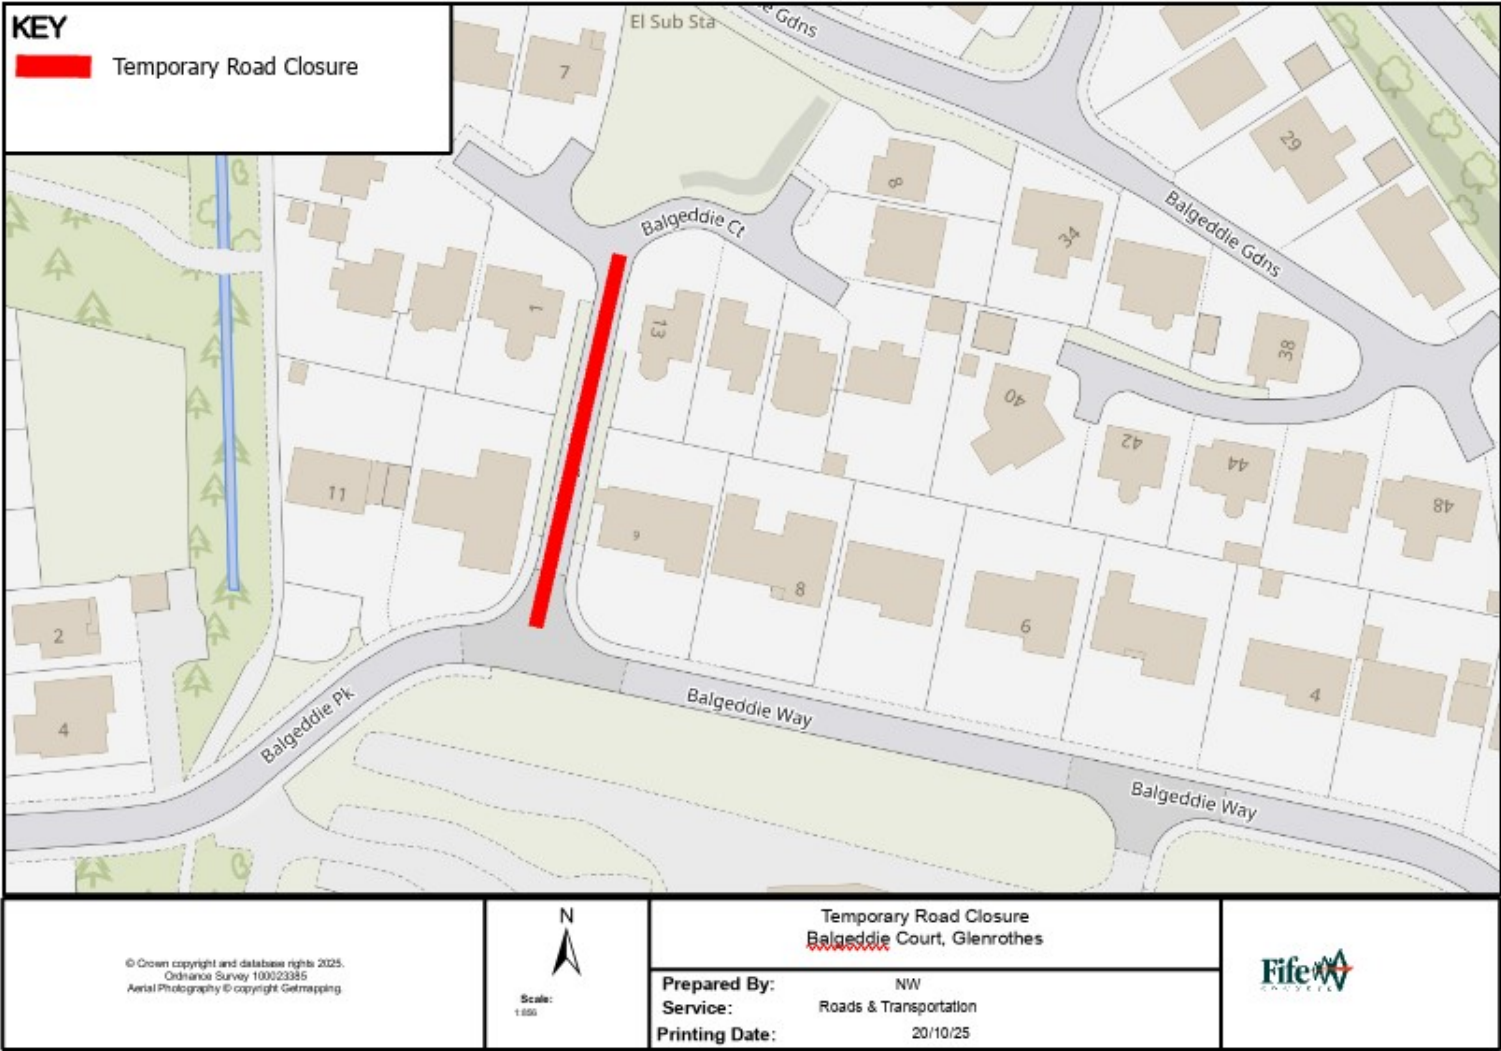 KEY
Temporary Road Closure
El Sub Sta
e Gdns
7
8
29
Balgeddie Ct
Balgeddie Gdns
34
1
13
38
40
42
44
48
11
9
8
6
4
2
4
Balgeddie Pk
Balgeddie Way
Balgeddie Way
© Crown copyright and database rights 2025.
Ordnance Survey 100023385
Aerial Photography © copyright Getmapping.
N
Scale:
Temporary Road Closure
Balgeddie Court, Glenrothes
Prepared By: NW
Service: Roads & Transportation
Printing Date: 20/10/25
Fife